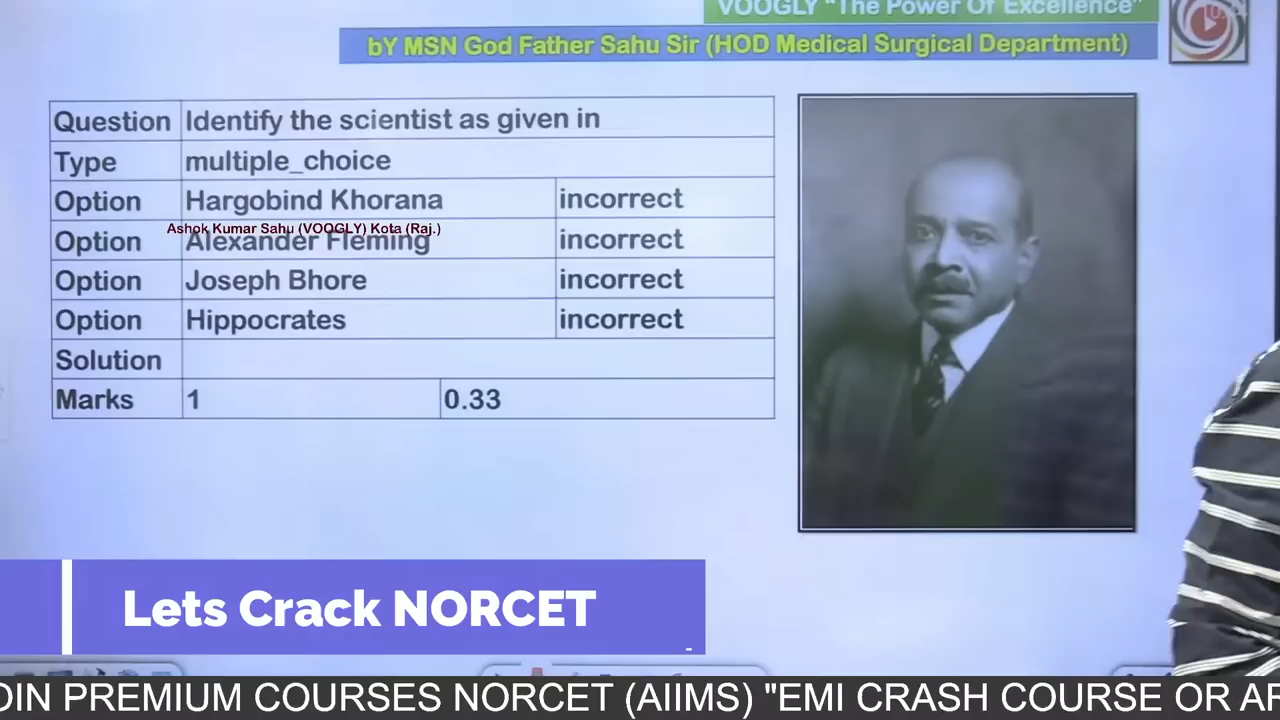 VOOGLY "The Power Of Excellence"
bY MSN God Father Sahu Sir (HOD Medical Surgical Department)
Question Identify the scientist as given in
Type multiple_choice
Option Hargobind Khorana incorrect
Ashok Kumar Sahu (VOOGLY) Kota (Raj.)
Option Alexander Fleming incorrect
Option Joseph Bhore incorrect
Option Hippocrates incorrect
Solution
Marks 1 0.33
Lets Crack NORCET
OIN PREMIUM COURSES NORCET (AIIMS) "EMI CRASH COURSE OR AF